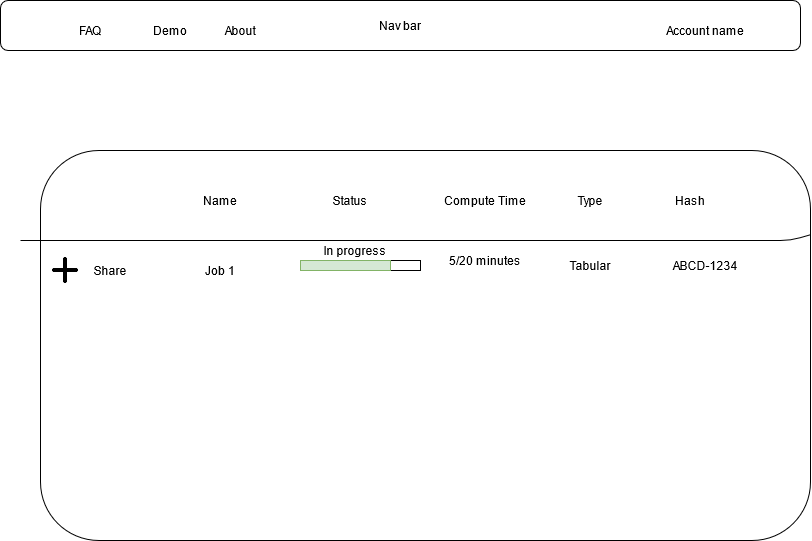 FAQ Demo About Nav bar Account name
Name Status Compute Time Type Hash
In progress
Share Job 1 5/20 minutes Tabular ABCD-1234